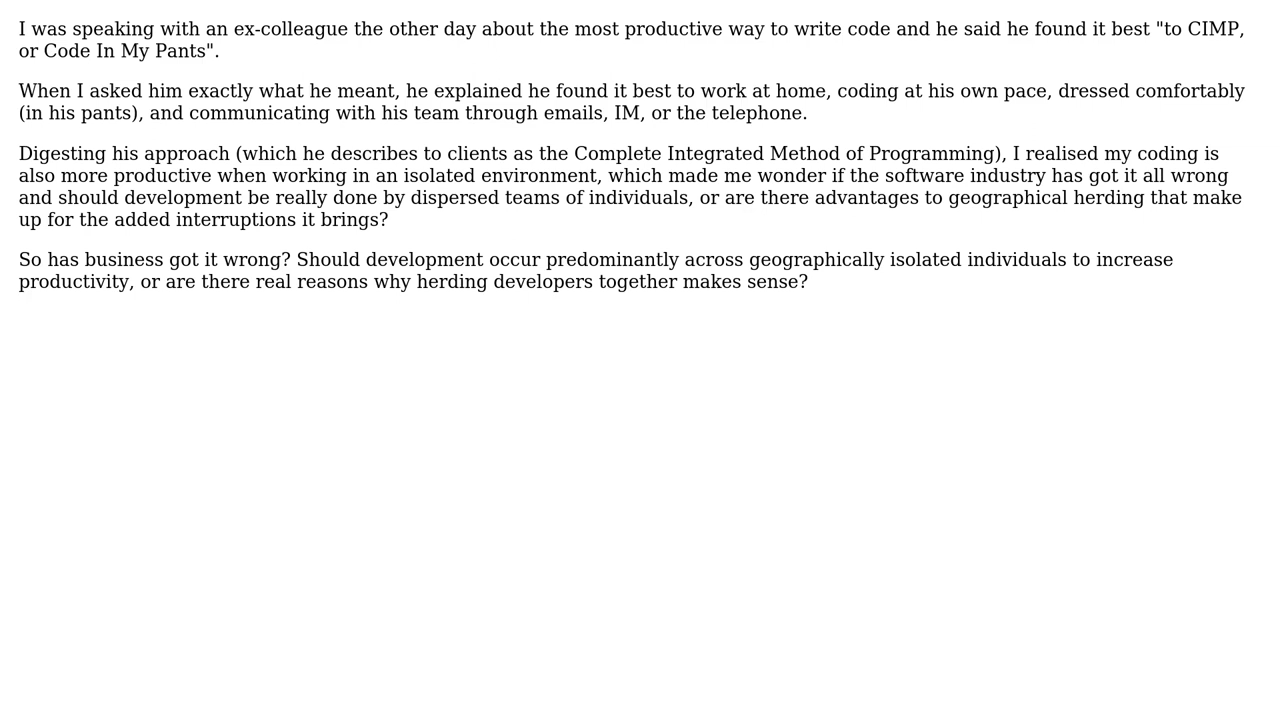 I was speaking with an ex-colleague the other day about the most productive way to write code and he said he found it best "to CIMP,
or Code In My Pants".
When I asked him exactly what he meant, he explained he found it best to work at home, coding at his own pace, dressed comfortably
(in his pants), and communicating with his team through emails, IM, or the telephone.
Digesting his approach (which he describes to clients as the Complete Integrated Method of Programming), I realised my coding is
also more productive when working in an isolated environment, which made me wonder if the software industry has got it all wrong
and should development be really done by dispersed teams of individuals, or are there advantages to geographical herding that make
up for the added interruptions it brings?
So has business got it wrong? Should development occur predominantly across geographically isolated individuals to increase
productivity, or are there real reasons why herding developers together makes sense?